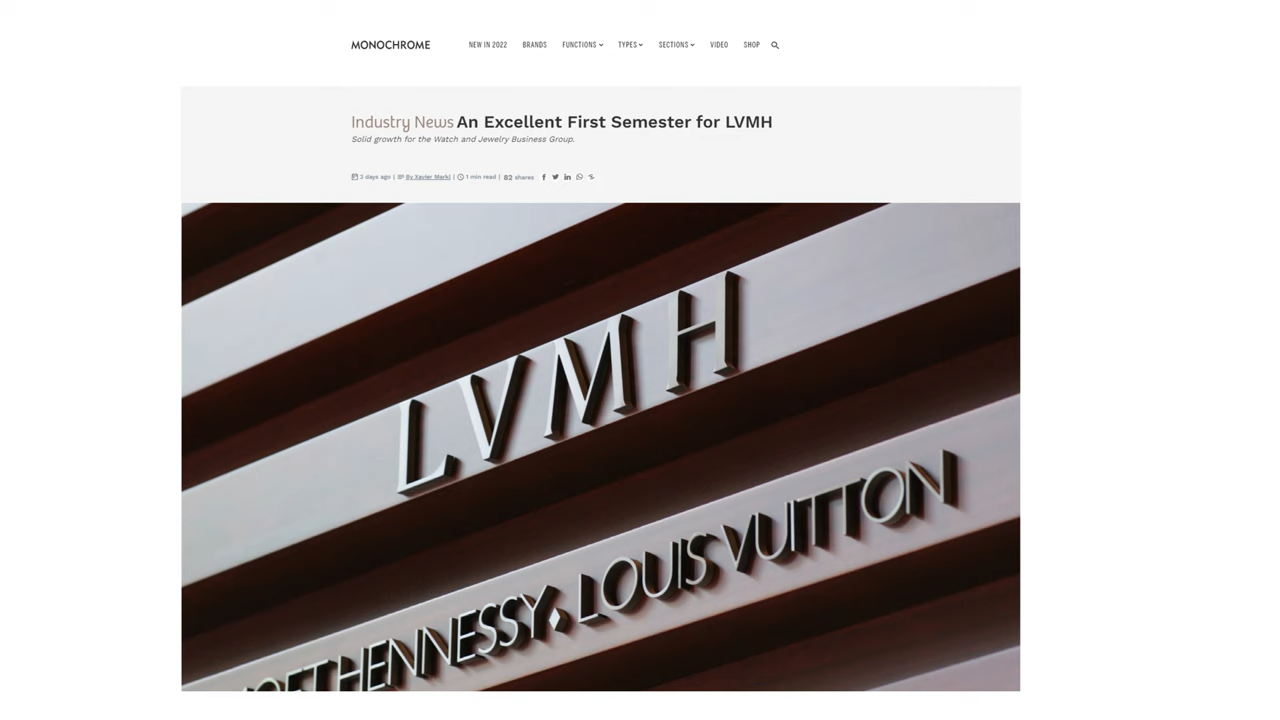 MONOCHROME NEW IN 2022 BRANDS FUNCTIONS TYPES SECTIONS VIDEO SHOP
Industry News An Excellent First Semester for LVMH
Solid growth for the Watch and Jewelry Business Group.
3 days ago | By Xavier Markl | 1 min read | 82 shares
LVMH
HENNESSY. LOUIS VUITTON